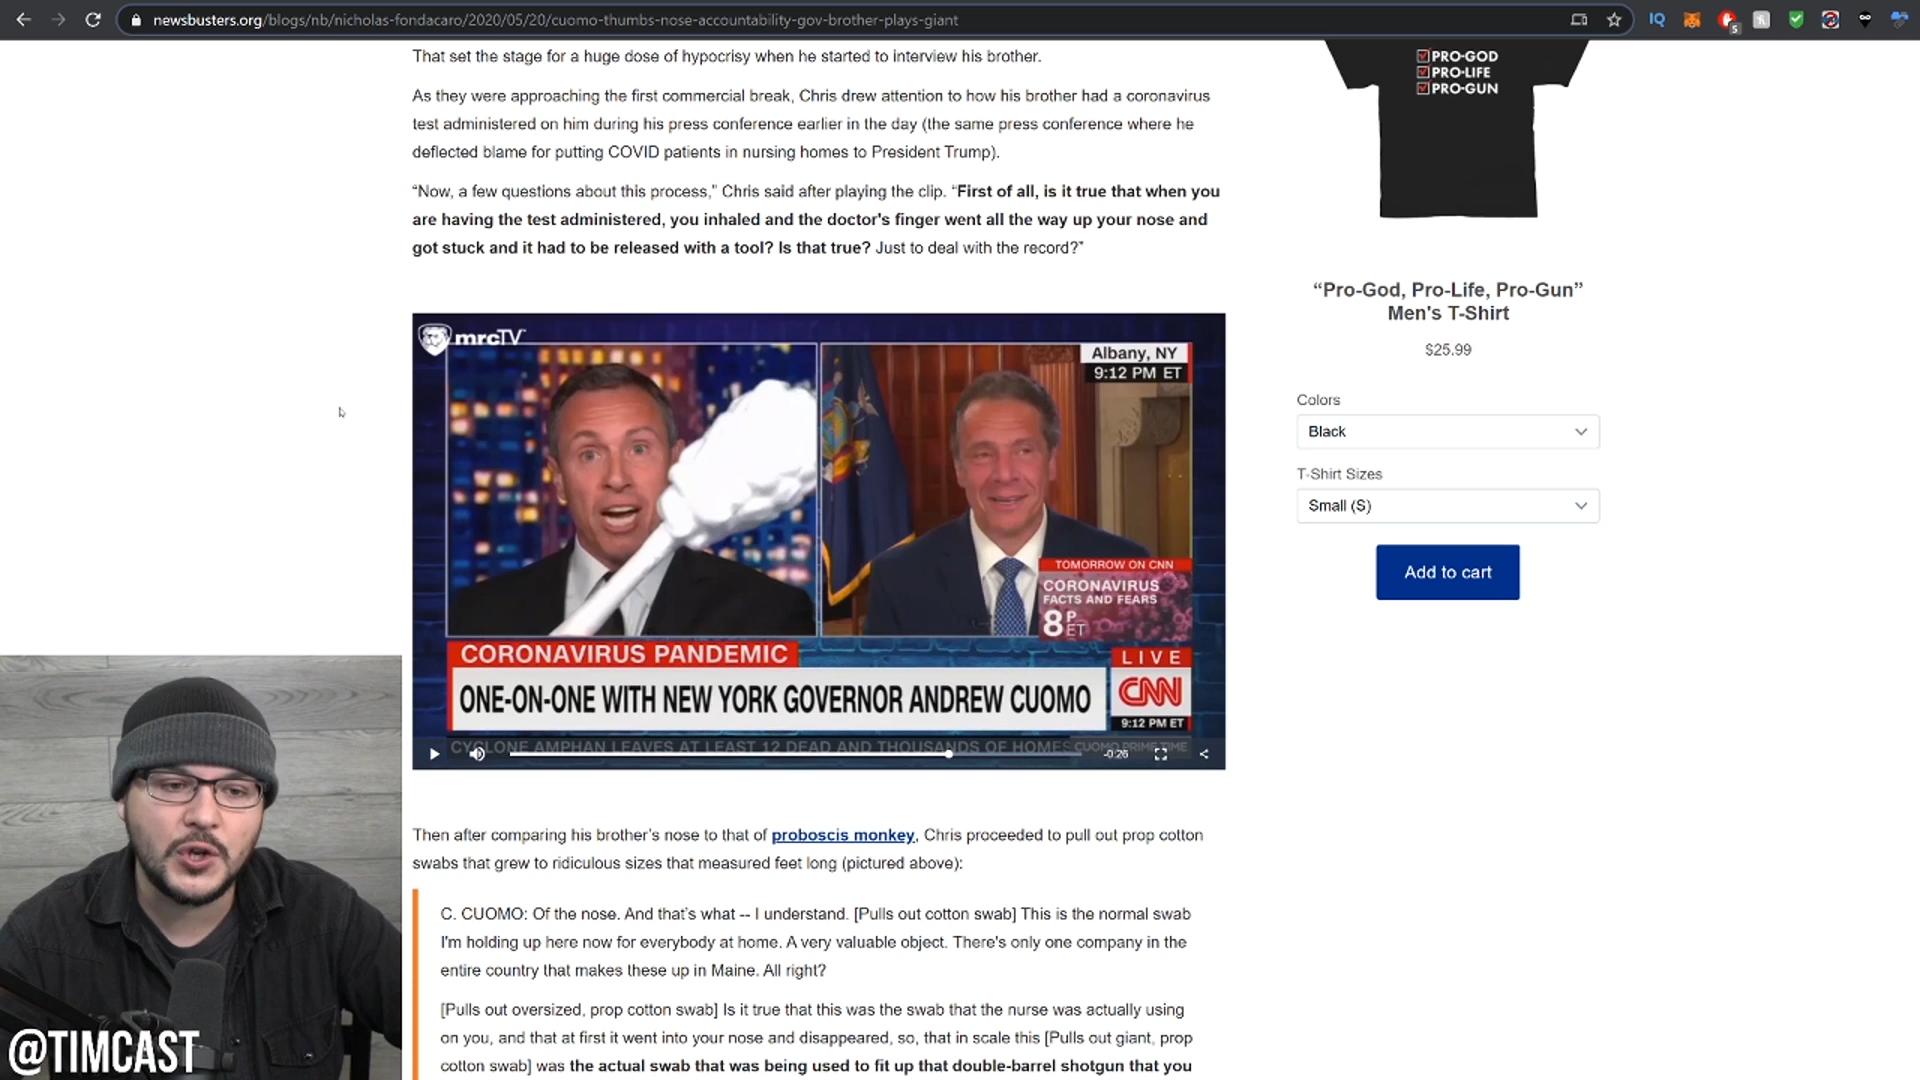 newsbusters.org/blogs/nb/nicholas-fondacaro/2020/05/20/cuomo-thumbs-nose-accountability-gov-brother-plays-giant
IQ
5
That set the stage for a huge dose of hypocrisy when he started to interview his brother.
As they were approaching the first commercial break, Chris drew attention to how his brother had a coronavirus
test administered on him during his press conference earlier in the day (the same press conference where he
deflected blame for putting COVID patients in nursing homes to President Trump).
“Now, a few questions about this process,” Chris said after playing the clip. “First of all, is it true that when you
are having the test administered, you inhaled and the doctor's finger went all the way up your nose and
got stuck and it had to be released with a tool? Is that true? Just to deal with the record?”
mrcTV
Albany, NY
9:12 PM ET
TOMORROW ON CNN
CORONAVIRUS
FACTS AND FEARS
8 P ET
CORONAVIRUS PANDEMIC
LIVE
ONE-ON-ONE WITH NEW YORK GOVERNOR ANDREW CUOMO
CNN
9:12 PM ET
CYCLONE AMPHAN LEAVES AT LEAST 12 DEAD AND THOUSANDS OF HOMES
CUOMO PRIME TIME
-0:26
Then after comparing his brother's nose to that of proboscis monkey, Chris proceeded to pull out prop cotton
swabs that grew to ridiculous sizes that measured feet long (pictured above):
C. CUOMO: Of the nose. And that's what -- I understand. [Pulls out cotton swab] This is the normal swab
I'm holding up here now for everybody at home. A very valuable object. There's only one company in the
entire country that makes these up in Maine. All right?
[Pulls out oversized, prop cotton swab] Is it true that this was the swab that the nurse was actually using
on you, and that at first it went into your nose and disappeared, so, that in scale this [Pulls out giant, prop
cotton swab] was the actual swab that was being used to fit up that double-barrel shotgun that you
PRO-GOD
PRO-LIFE
PRO-GUN
“Pro-God, Pro-Life, Pro-Gun”
Men's T-Shirt
$25.99
Colors
Black
T-Shirt Sizes
Small (S)
Add to cart
@TIMCAST